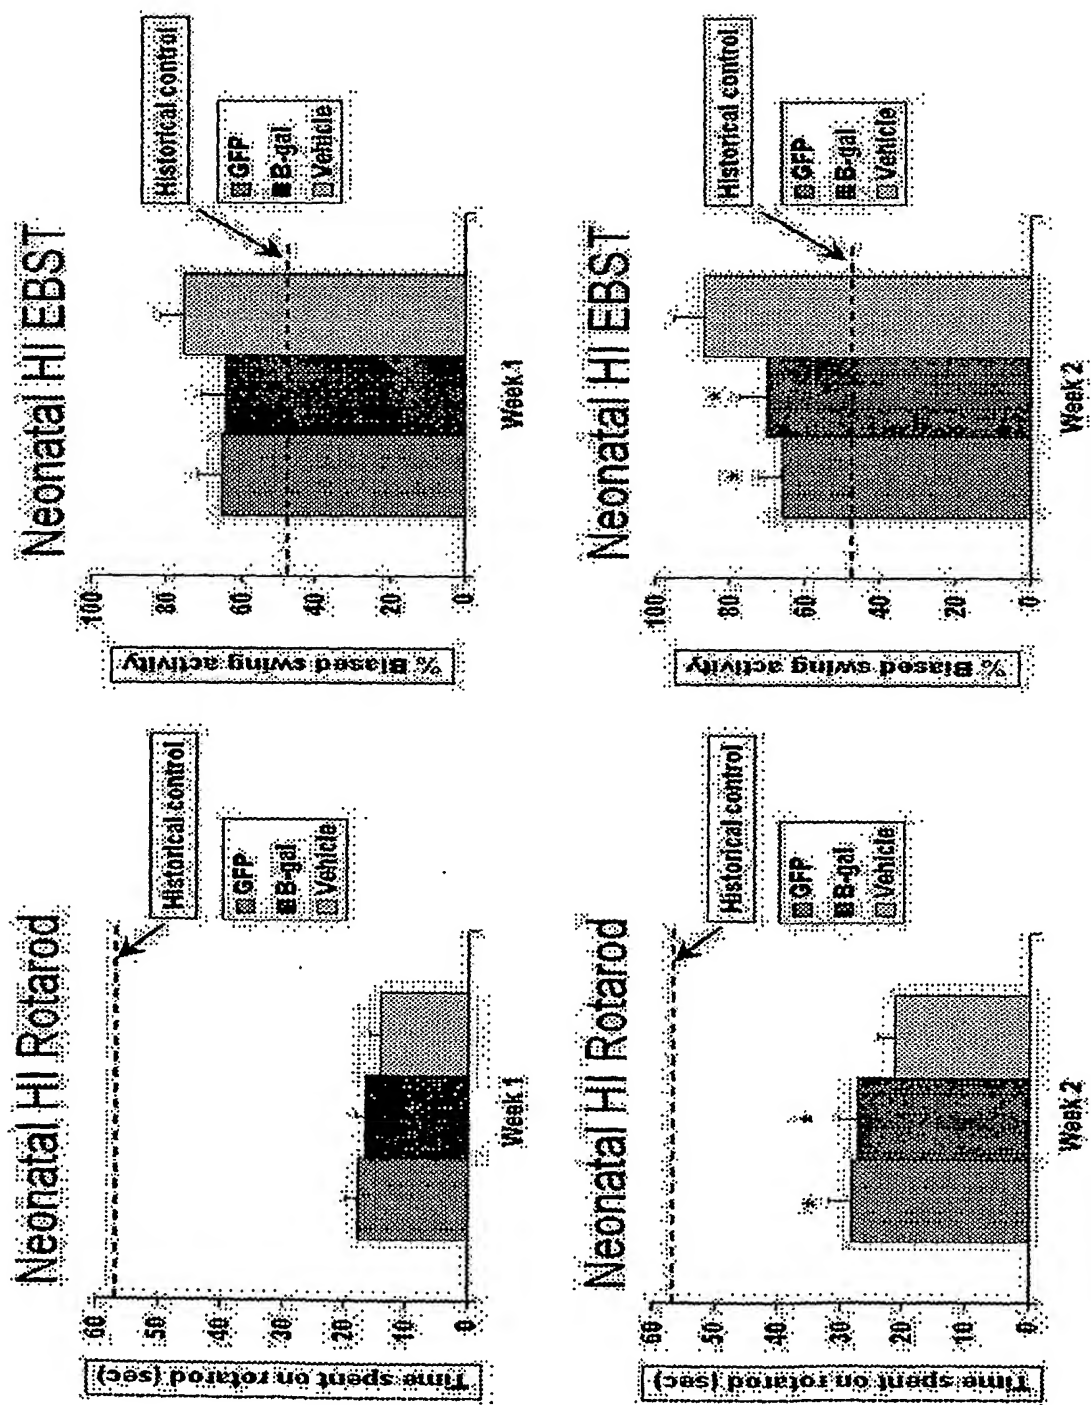 Neonatal HI Rotarod
Time spent on rotarod (sec)
60
50
40
30
20
10
0
Week 1
Historical control
GFP
B-gal
Vehicle
Neonatal HI EBST
% Biased swing activity
100
80
60
40
20
0
Week 1
Historical control
GFP
B-gal
Vehicle
Neonatal HI Rotarod
Time spent on rotarod (sec)
60
50
40
30
20
10
0
*
*
Week 2
Historical control
GFP
B-gal
Vehicle
Neonatal HI EBST
% Biased swing activity
100
80
60
40
20
0
*
*
Week 2
Historical control
GFP
B-gal
Vehicle